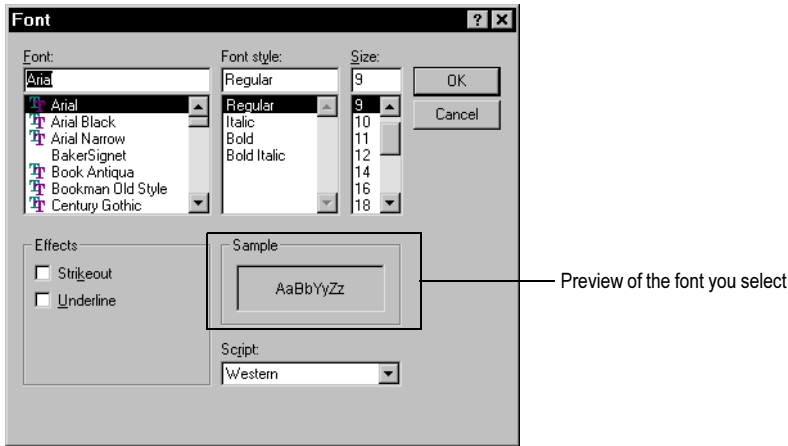 Font
Font:
Font style:
Size:
Arial
Regular
9
OK
Cancel
Arial
Arial Black
Arial Narrow
BakerSignet
Book Antiqua
Bookman Old Style
Century Gothic
Regular
Italic
Bold
Bold Italic
9
10
11
12
14
16
18
Effects
Strikeout
Underline
Sample
AaBbYyZz
Preview of the font you select
Script:
Western